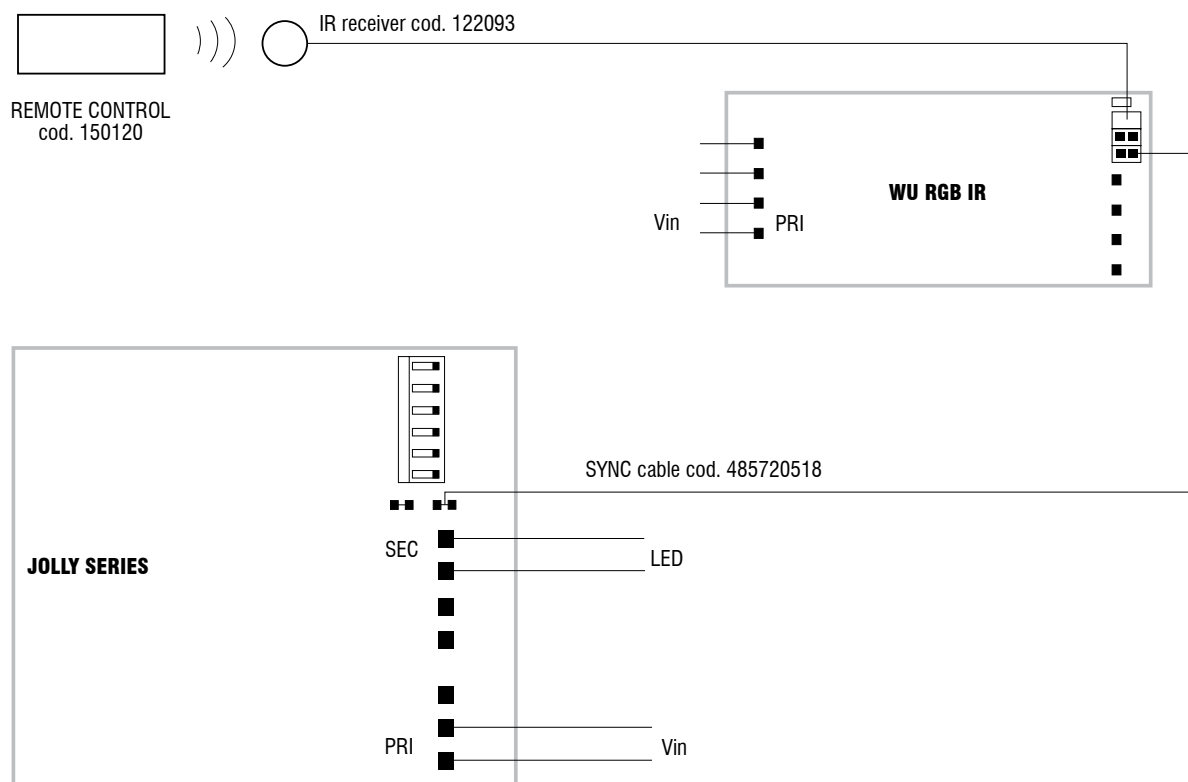 IR receiver cod. 122093
REMOTE CONTROL
cod. 150120
WU RGB IR
Vin
PRI
SYNC cable cod. 485720518
SEC
LED
JOLLY SERIES
PRI
Vin